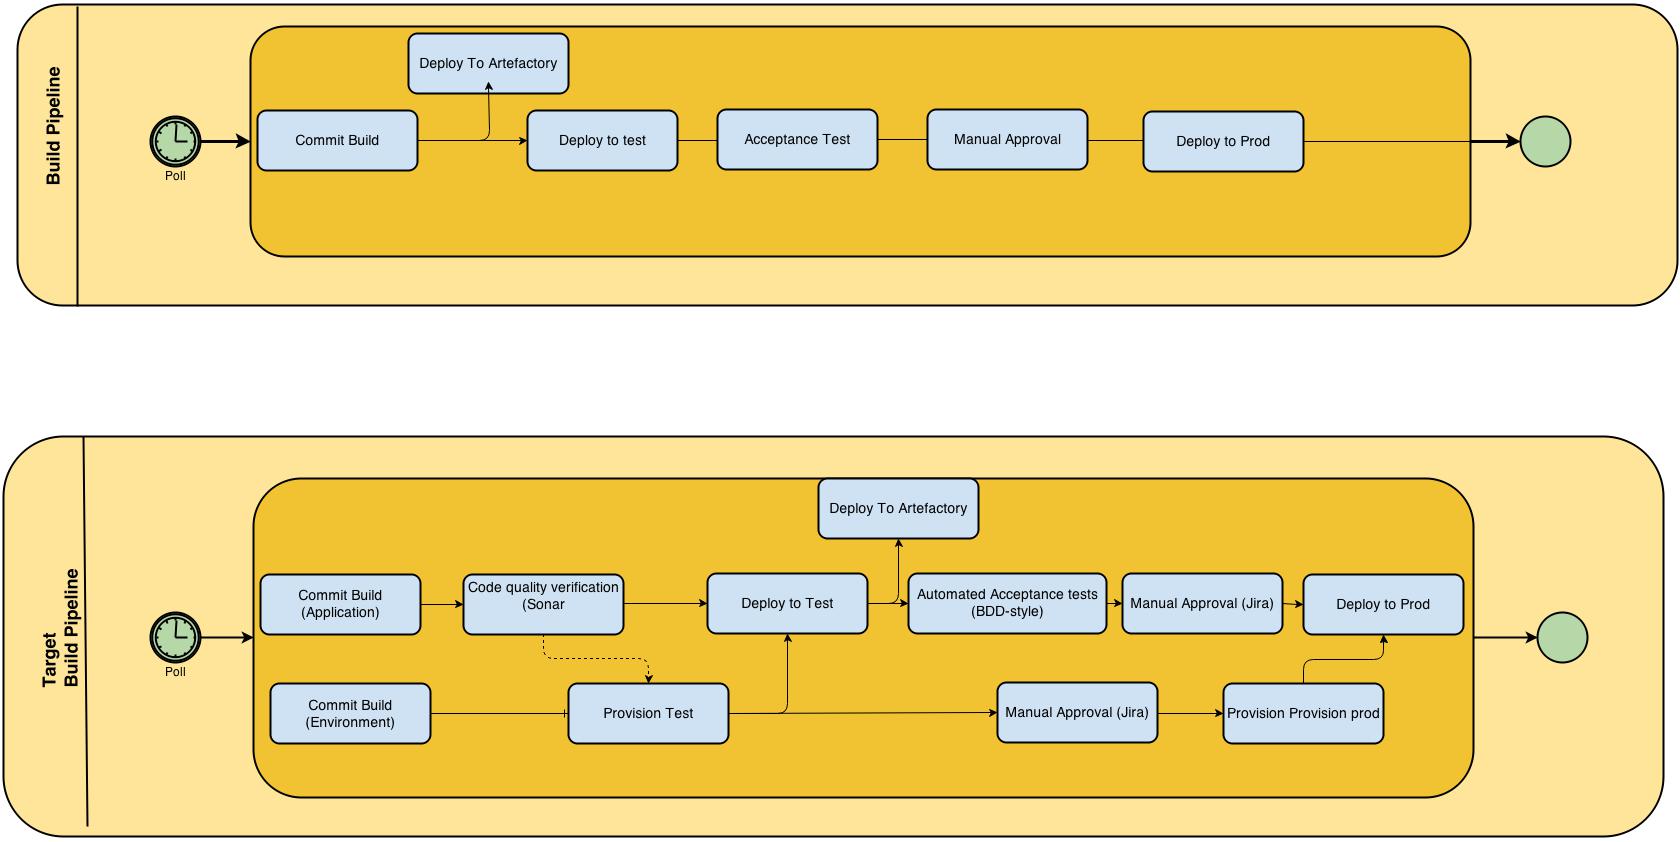 Build Pipeline
Poll
Deploy To Artefactory
Commit Build
Deploy to test
Acceptance Test
Manual Approval
Deploy to Prod
Target
Build Pipeline
Poll
Deploy To Artefactory
Commit Build
(Application)
Code quality verification
(Sonar
Deploy to Test
Automated Acceptance tests
(BDD-style)
Manual Approval (Jira)
Deploy to Prod
Commit Build
(Environment)
Provision Test
Manual Approval (Jira)
Provision Provision prod